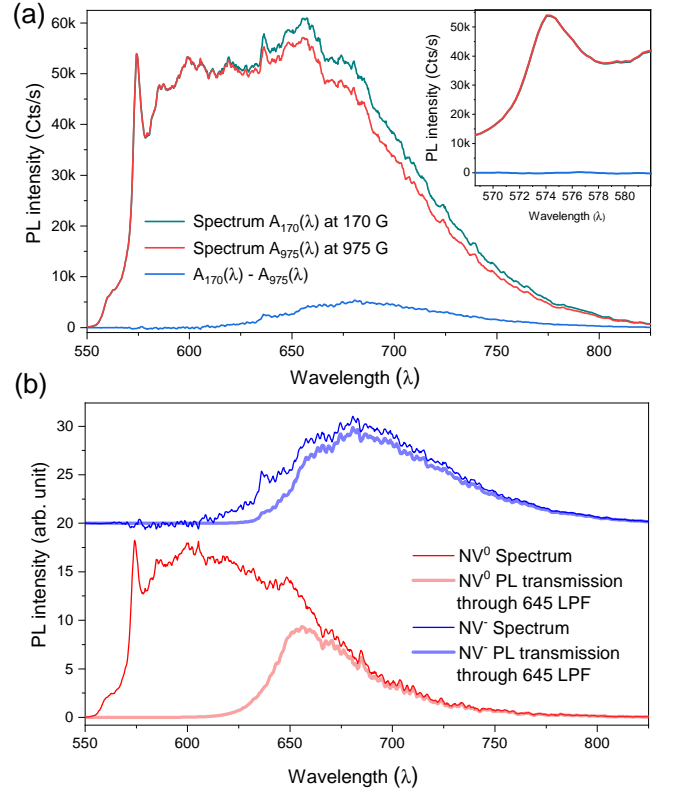 (a)
60k
50k
40k
30k
20k
10k
0
PL intensity (Cts/s)
550 600 650 700 750 800
Wavelength (λ)
Spectrum A170(λ) at 170 G
Spectrum A975(λ) at 975 G
A170(λ) - A975(λ)
50k
40k
30k
20k
10k
0
PL intensity (Cts/s)
570 572 574 576 578 580
Wavelength (λ)
(b)
30
25
20
15
10
5
0
PL intensity (arb. unit)
550 600 650 700 750 800
Wavelength (λ)
NV⁰ Spectrum
NV⁰ PL transmission
through 645 LPF
NV⁻ Spectrum
NV⁻ PL transmission
through 645 LPF